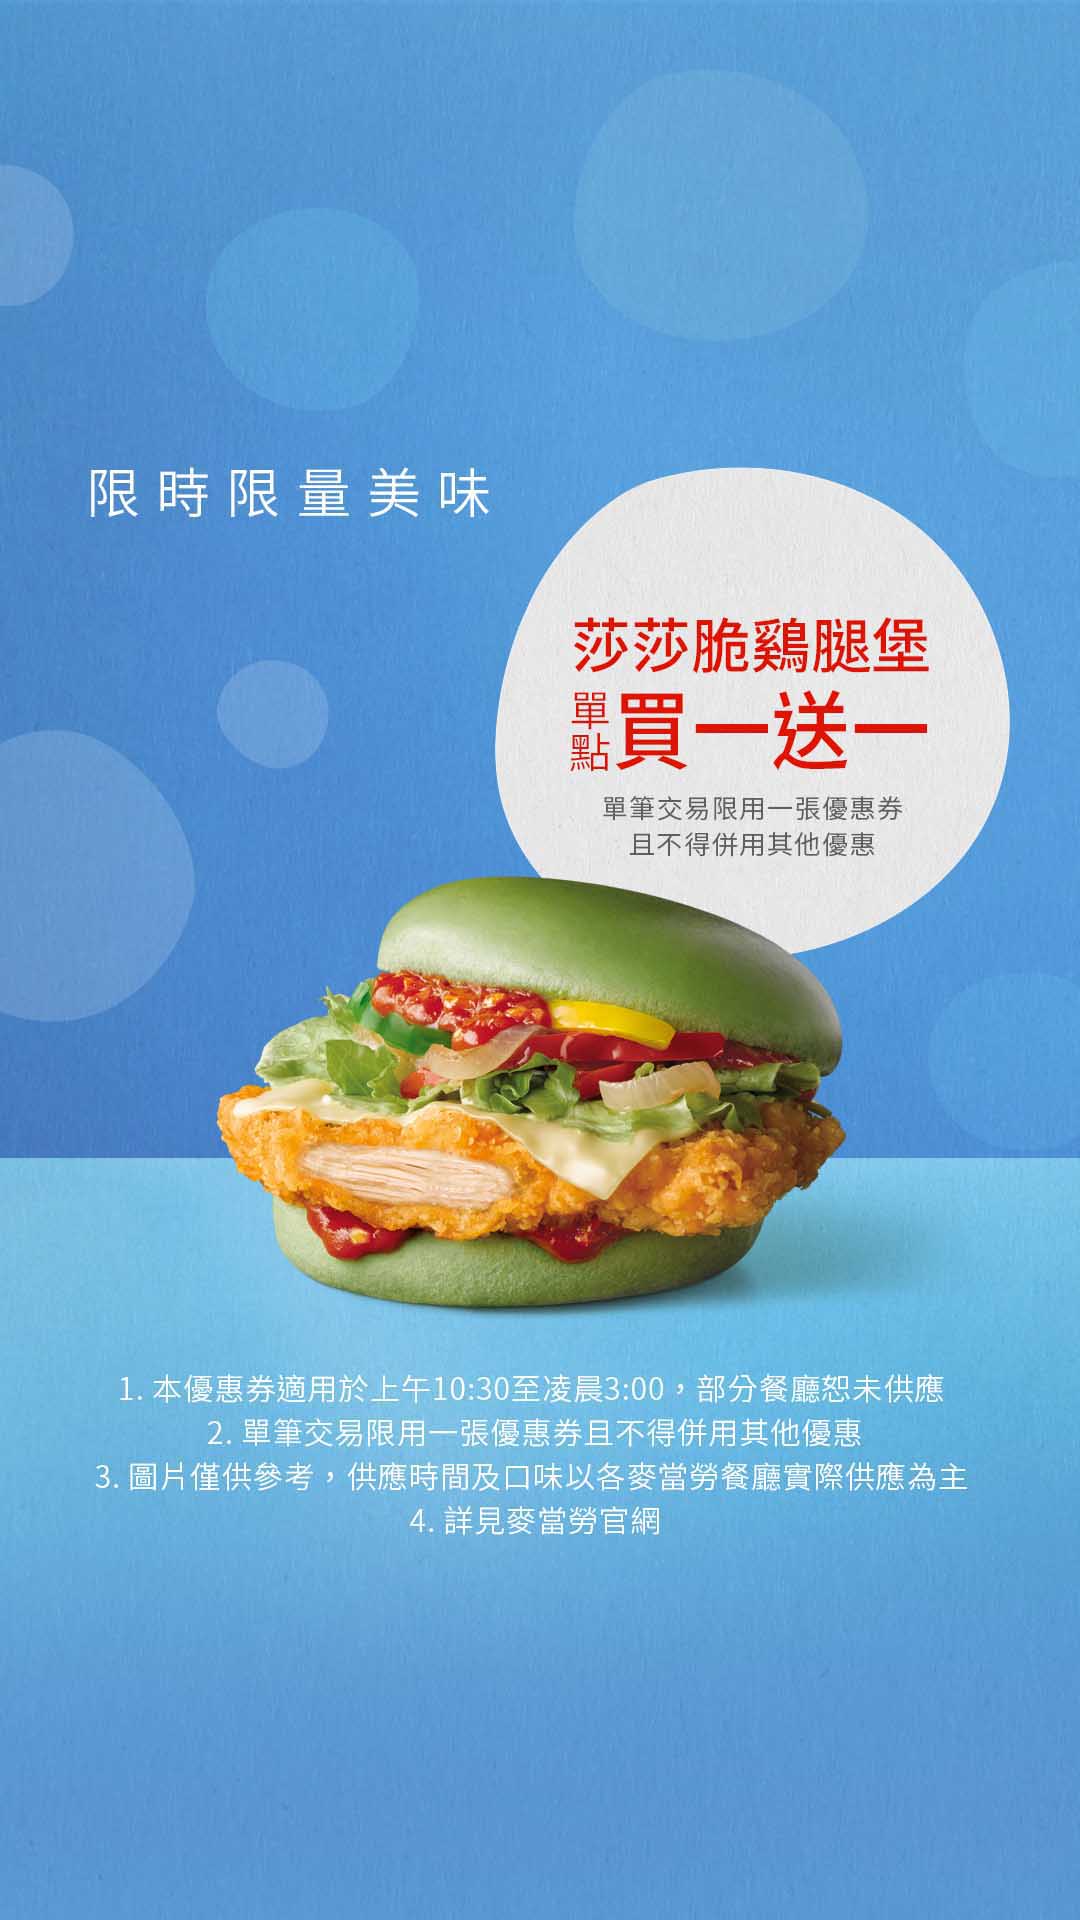 限時限量美味
莎莎脆鷄腿堡
單點買一送一
單筆交易限用一張優惠券
且不得併用其他優惠
1. 本優惠券適用於上午10:30至凌晨3:00，部分餐廳恕未供應
2. 單筆交易限用一張優惠券且不得併用其他優惠
3. 圖片僅供參考，供應時間及口味以各麥當勞餐廳實際供應為主
4. 詳見麥當勞官網